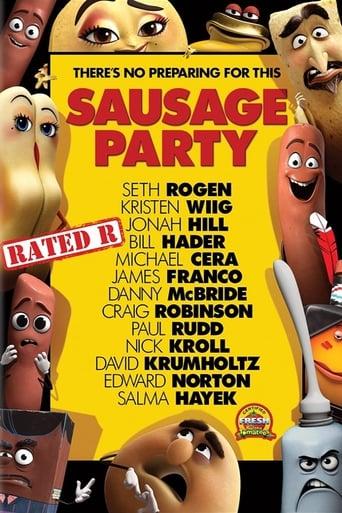 THERE'S NO PREPARING FOR THIS
SAUSAGE
PARTY
SETH ROGEN
KRISTEN WIIG
JONAH HILL
RATED R
BILL HADER
MICHAEL CERA
JAMES FRANCO
DANNY McBRIDE
CRAIG ROBINSON
PAUL RUDD
NICK KROLL
DAVID KRUMHOLTZ
EDWARD NORTON
SALMA HAYEK
CERTIFIED
FRESH